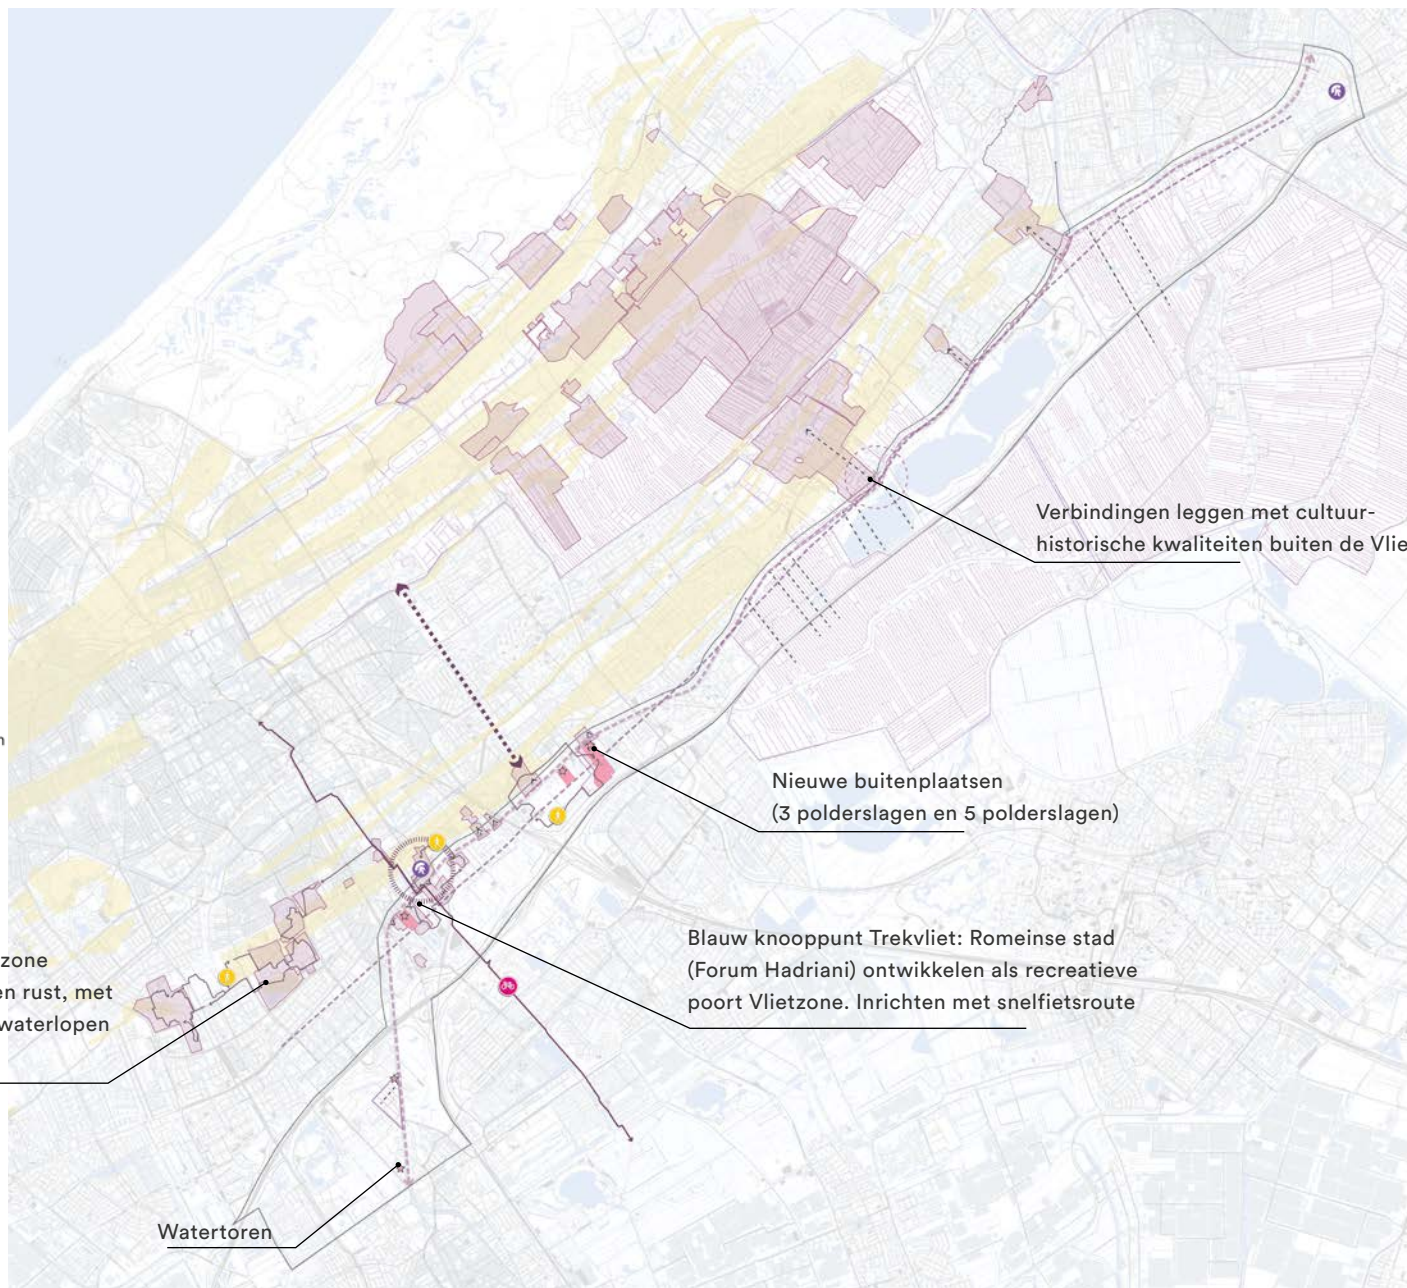 Verbindingen leggen met cultuur-
historische kwaliteiten buiten de Vlie
n
Nieuwe buitenplaatsen
(3 polderslagen en 5 polderslagen)
Blauw knooppunt Trekvliet: Romeinse stad
(Forum Hadriani) ontwikkelen als recreatieve
poort Vlietzone. Inrichten met snelfietsroute
zone
en rust, met
waterlopen
Watertoren